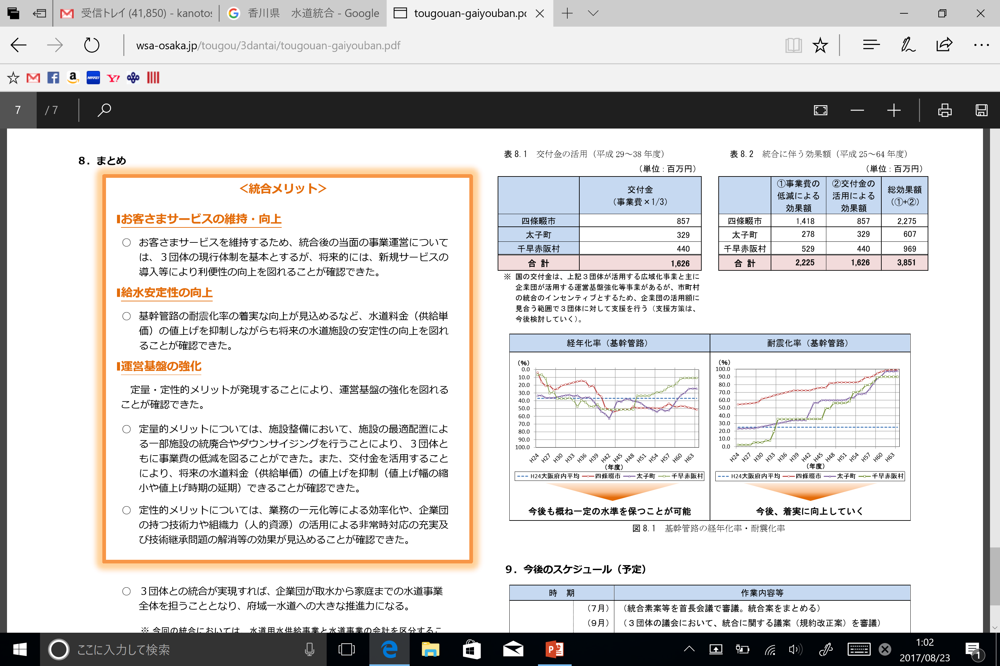 受信トレイ (41,850) - kanotos
香川県　水道統合 - Google
tougouan-gaiyouban.pd
wsa-osaka.jp/tougou/3dantai/tougouan-gaiyouban.pdf
NIKKEI
Y!
7 / 7
8．まとめ
＜統合メリット＞
お客さまサービスの維持・向上
○ お客さまサービスを維持するため、統合後の当面の事業運営について
は、３団体の現行体制を基本とするが、将来的には、新規サービスの
導入等により利便性の向上を図れることが確認できた。
給水安定性の向上
○ 基幹管路の耐震化率の着実な向上が見込めるなど、水道料金（供給単
価）の値上げを抑制しながらも将来の水道施設の安定性の向上を図れ
ることが確認できた。
運営基盤の強化
定量・定性的メリットが発現することにより、運営基盤の強化を図れる
ことが確認できた。
○ 定量的メリットについては、施設整備において、施設の最適配置によ
る一部施設の統廃合やダウンサイジングを行うことにより、３団体と
もに事業費の低減を図ることができた。また、交付金を活用すること
により、将来の水道料金（供給単価）の値上げを抑制（値上げ幅の縮
小や値上げ時期の延期）できることが確認できた。
○ 定性的メリットについては、業務の一元化等による効率化や、企業団
の持つ技術力や組織力（人的資源）の活用による非常時対応の充実及
び技術継承問題の解消等の効果が見込めることが確認できた。
○ ３団体との統合が実現すれば、企業団が取水から家庭までの水道事業
全体を担うこととなり、府域一水道への大きな推進力になる。
※ 今回の統合においては、水道用水供給事業と水道事業の会計を区分するこ
表 8.1　交付金の活用（平成 29～38 年度）
（単位：百万円）
交付金
（事業費×1/3）
四條畷市 857
太子町 329
千早赤阪村 440
合 計 1,626
※ 国の交付金は、上記３団体が活用する広域化事業と主に
企業団が活用する運営基盤強化等事業があるが、市町村
の統合のインセンティブとするため、企業団の活用額に
見合う範囲で３団体に対して支援を行う（支援方策は、
今後検討していく）。
表 8.2　統合に伴う効果額（平成 25～64 年度）
（単位：百万円）
①事業費の 低減による 効果額
②交付金の 活用による 効果額
総効果額 （①+②）
四條畷市 1,418 857 2,275
太子町 278 329 607
千早赤阪村 529 440 969
合 計 2,225 1,626 3,851
経年化率（基幹管路）
(%)
0.0
10.0
20.0
30.0
40.0
50.0
60.0
70.0
80.0
90.0
100.0
H24 H27 H30 H33 H36 H39 H42 H45 H48 H51 H54 H57 H60 H63
（年度）
H24大阪府内平均 四條畷市 太子町 千早赤阪村
今後も概ね一定の水準を保つことが可能
耐震化率（基幹管路）
(%)
100.0
90.0
80.0
70.0
60.0
50.0
40.0
30.0
20.0
10.0
0.0
H24 H27 H30 H33 H36 H39 H42 H45 H48 H51 H54 H57 H60 H63
（年度）
H24大阪府内平均 四條畷市 太子町 千早赤阪村
今後、着実に向上していく
図 8.1　基幹管路の経年化率・耐震化率
9．今後のスケジュール（予定）
時　期 作業内容等
（7月） （統合素案等を首長会議で審議。統合案をまとめる）
（9月） （３団体の議会において、統合に関する議案（規約改正案）を審議）
ここに入力して検索
1:02
2017/08/23
1